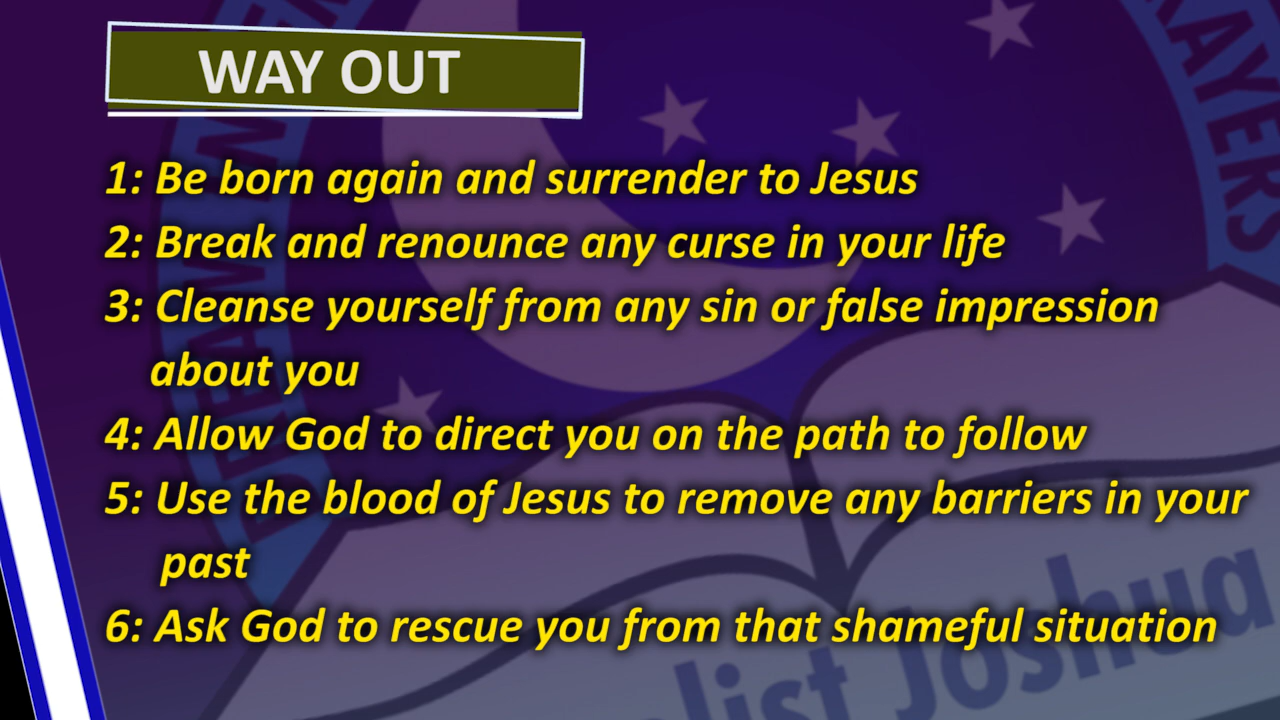 WAY OUT
1: Be born again and surrender to Jesus
2: Break and renounce any curse in your life
3: Cleanse yourself from any sin or false impression
about you
4: Allow God to direct you on the path to follow
5: Use the blood of Jesus to remove any barriers in your
past
6: Ask God to rescue you from that shameful situation
Joshua